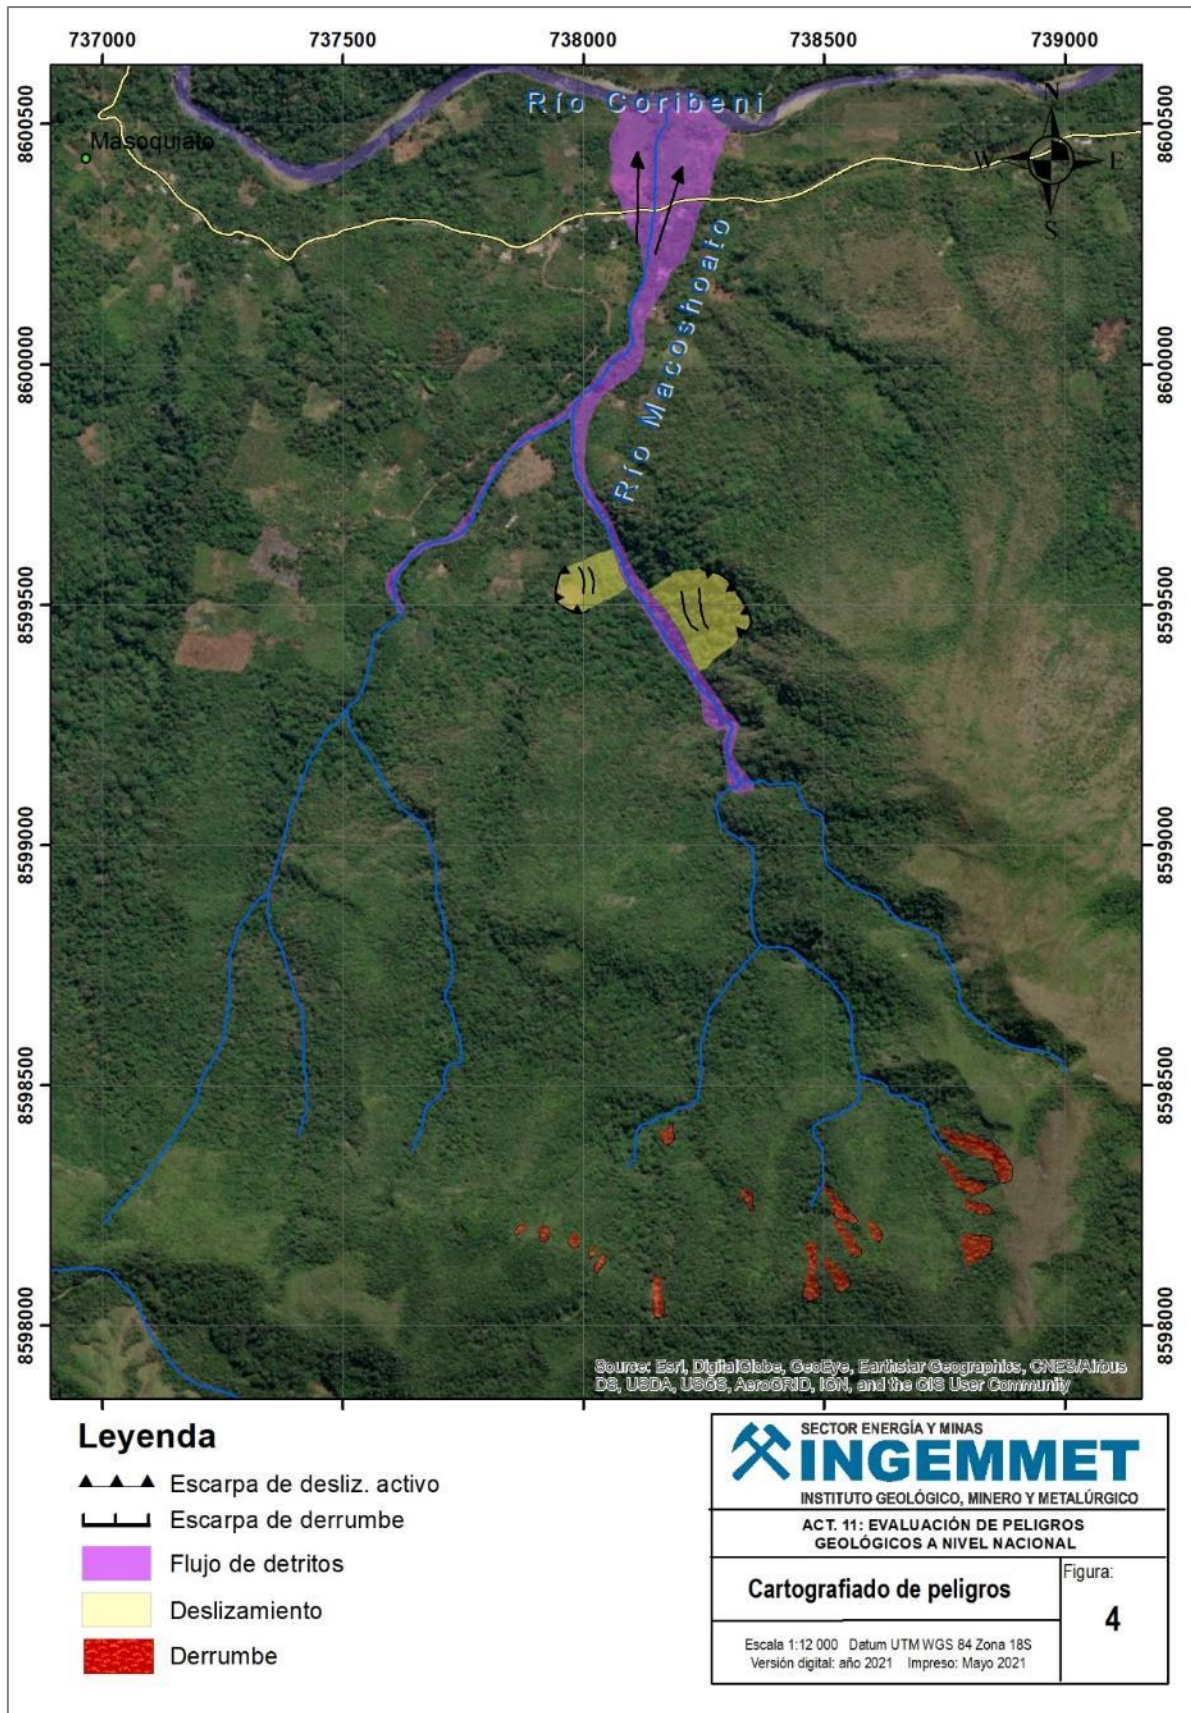 737000 737500 738000 738500 739000
8600500
8600000
8599500
8599000
8598500
8598000
Río Coribeni
Masoquiato
N
W E
S
Río Macoshoato
8600500
8600000
8599500
8599000
8598500
8598000
Source: Esri, DigitalGlobe, GeoEye, Earthstar Geographics, CNES/Airbus
DS, USDA, USGS, AeroGRID, IGN, and the GIS User Community
Leyenda
Escarpa de desliz. activo
Escarpa de derrumbe
Flujo de detritos
Deslizamiento
Derrumbe
SECTOR ENERGÍA Y MINAS
INGEMMET
INSTITUTO GEOLÓGICO, MINERO Y METALÚRGICO
ACT. 11: EVALUACIÓN DE PELIGROS
GEOLÓGICOS A NIVEL NACIONAL
Cartografiado de peligros
Figura:
4
Escala 1:12 000 Datum UTM WGS 84 Zona 18S
Versión digital: año 2021 Impreso: Mayo 2021